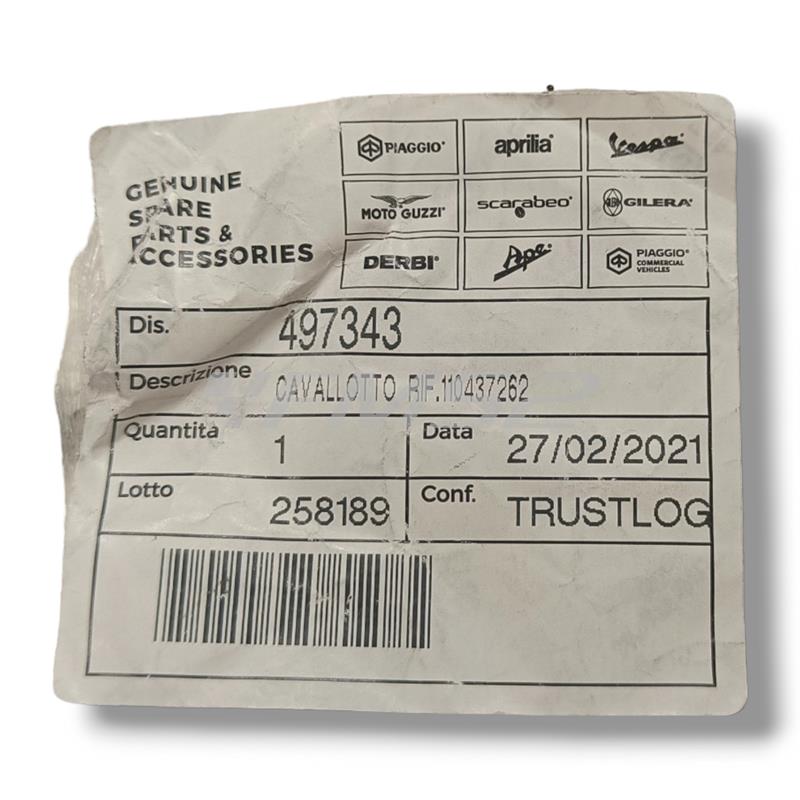 GENUINE
SPARE
PARTS &
ACCESSORIES
PIAGGIO®
aprilia®
Vespa®
MOTO GUZZI®
scarabeo®
GILERA®
DERBI®
Ape®
PIAGGIO®
COMMERCIAL
VEHICLES
Dis. 497343
Descrizione CAVALLOTTO RIF.110437262
Quantità 1 Data 27/02/2021
Lotto 258189 Conf. TRUSTLOG